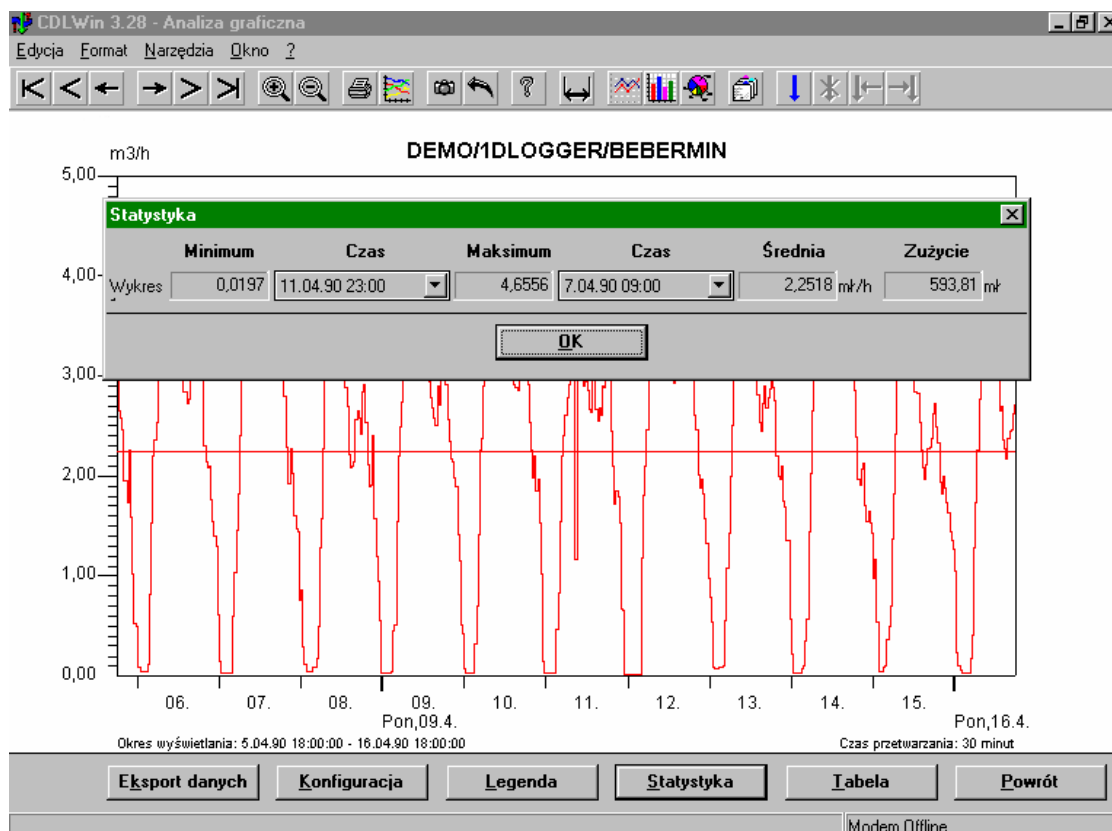 CDLWin 3.28 - Analiza graficzna
Edycja Format Narzędzia Okno ?
m3/h
DEMO/1DLOGGER/BEBERMIN
5,00
Statystyka
Minimum Czas Maksimum Czas Średnia Zużycie
4,00
Wykres 0,0197 11.04.90 23:00 4,6556 7.04.90 09:00 2,2518 mł/h 593,81 mł
OK
3,00
2,00
1,00
0,00
06. 07. 08. 09. 10. 11. 12. 13. 14. 15.
Pon,09.4. Pon,16.4.
Okres wyświetlania: 5.04.90 18:00:00 - 16.04.90 18:00:00 Czas przetwarzania: 30 minut
Eksport danych Konfiguracja Legenda Statystyka Tabela Powrót
Modem Offline